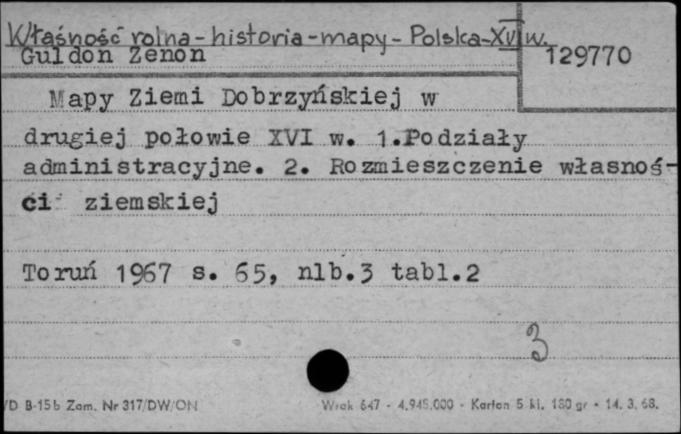 Własność rolna-historia-mapy-Polska-XVI w.
Guldon Zenon
129770
Mapy Ziemi Dobrzyńskiej w
drugiej połowie XVI w. 1.Podziały
administracyjne. 2. Rozmieszczenie własnoś-
ci ziemskiej
Toruń 1967 s. 65, nlb.3 tabl.2
3
/D B-15b Zam. Nr 317/DW/ON Wrak 647 - 4.945.000 - Karton 5 kl. 180 gr - 14. 3. 68.